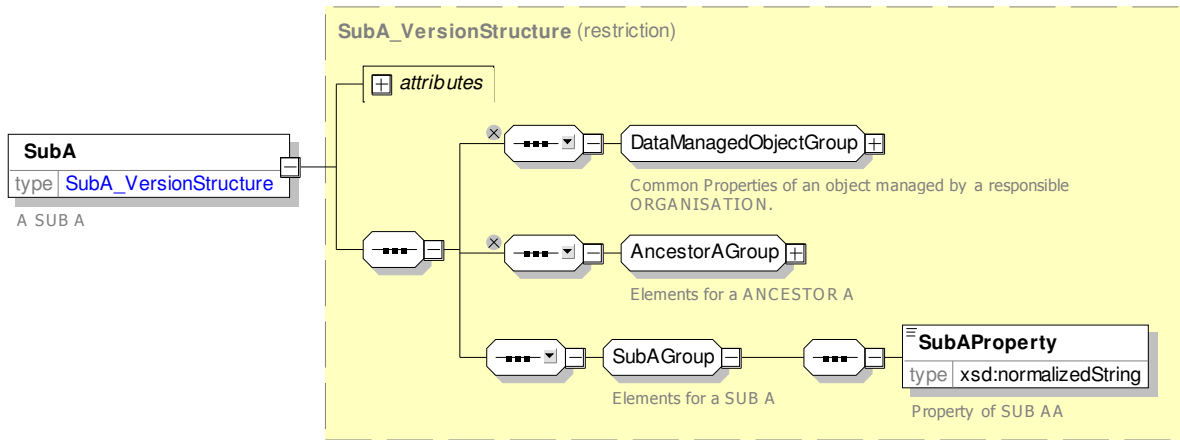 SubA_VersionStructure (restriction)
attributes
SubA
type SubA_VersionStructure
A SUB A
DataManagedObjectGroup
Common Properties of an object managed by a responsible
ORGANISATION.
AncestorAGroup
Elements for a ANCESTOR A
SubAGroup
Elements for a SUB A
SubAProperty
type xsd:normalizedString
Property of SUB AA